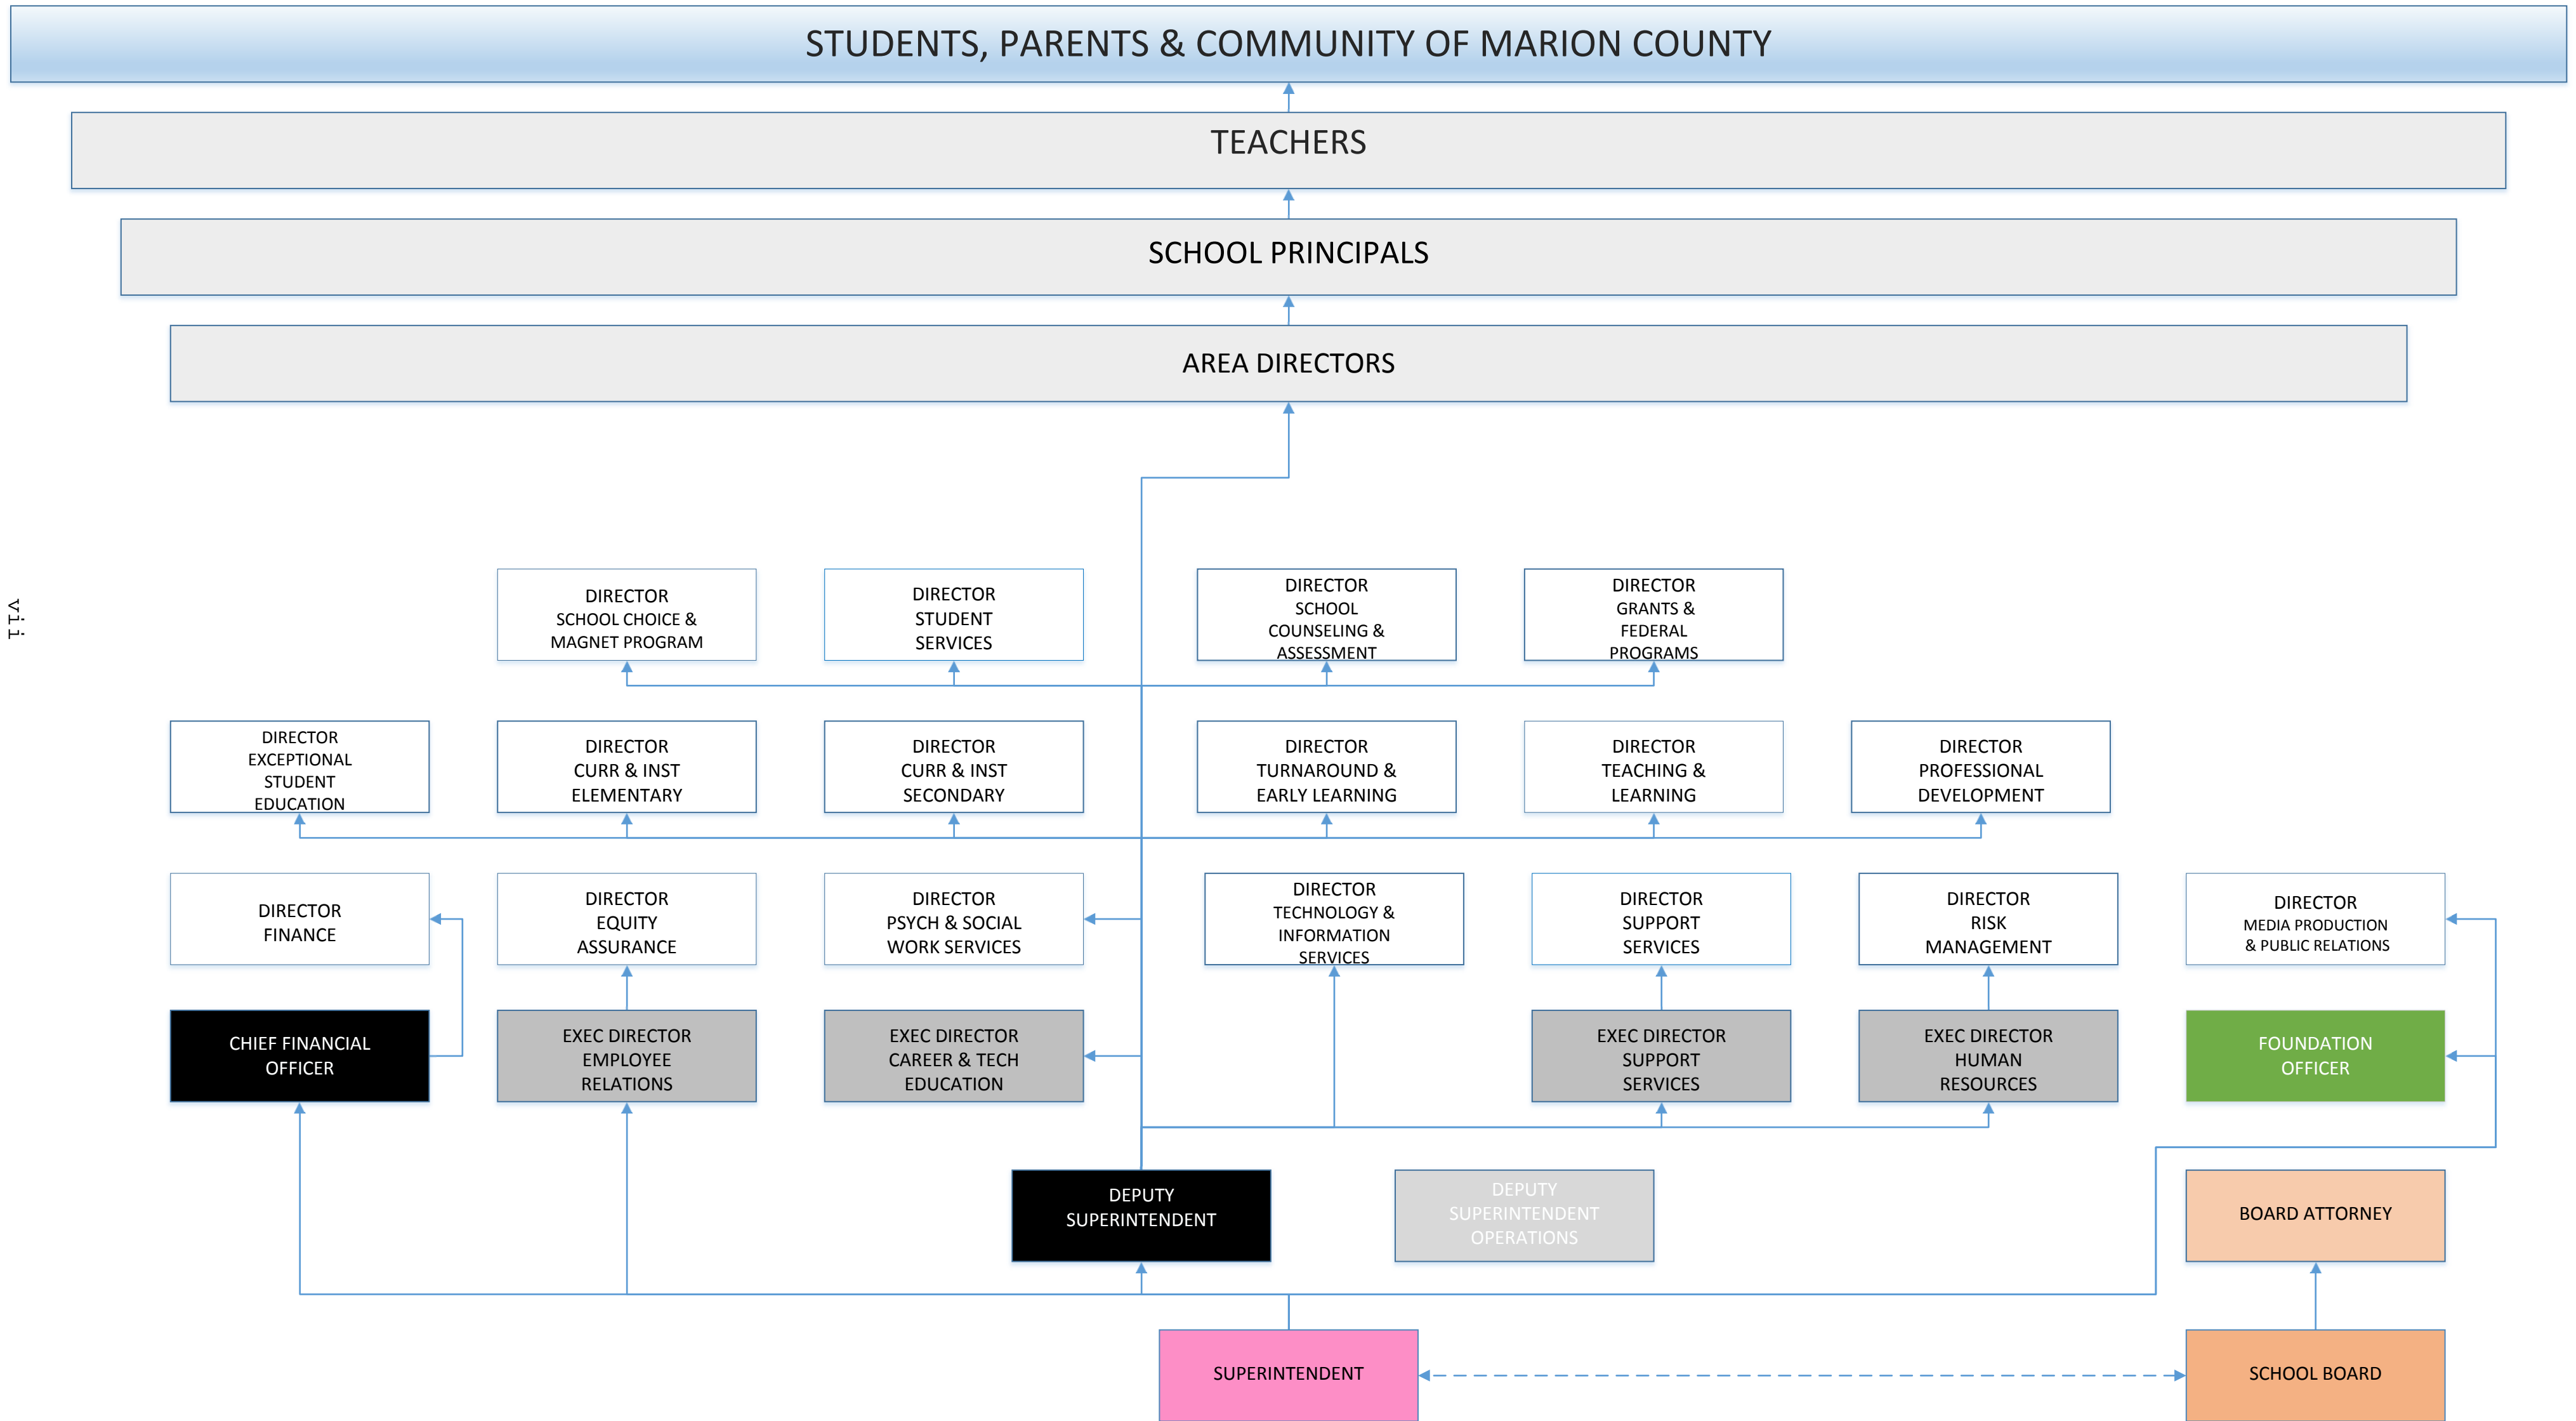 STUDENTS, PARENTS & COMMUNITY OF MARION COUNTY
TEACHERS
SCHOOL PRINCIPALS
AREA DIRECTORS
vii
DIRECTOR
SCHOOL CHOICE &
MAGNET PROGRAM
DIRECTOR
STUDENT
SERVICES
DIRECTOR
SCHOOL
COUNSELING &
ASSESSMENT
DIRECTOR
GRANTS &
FEDERAL
PROGRAMS
DIRECTOR
EXCEPTIONAL
STUDENT
EDUCATION
DIRECTOR
CURR & INST
ELEMENTARY
DIRECTOR
CURR & INST
SECONDARY
DIRECTOR
TURNAROUND &
EARLY LEARNING
DIRECTOR
TEACHING &
LEARNING
DIRECTOR
PROFESSIONAL
DEVELOPMENT
DIRECTOR
FINANCE
DIRECTOR
EQUITY
ASSURANCE
DIRECTOR
PSYCH & SOCIAL
WORK SERVICES
DIRECTOR
TECHNOLOGY &
INFORMATION
SERVICES
DIRECTOR
SUPPORT
SERVICES
DIRECTOR
RISK
MANAGEMENT
DIRECTOR
MEDIA PRODUCTION
& PUBLIC RELATIONS
CHIEF FINANCIAL
OFFICER
EXEC DIRECTOR
EMPLOYEE
RELATIONS
EXEC DIRECTOR
CAREER & TECH
EDUCATION
EXEC DIRECTOR
SUPPORT
SERVICES
EXEC DIRECTOR
HUMAN
RESOURCES
FOUNDATION
OFFICER
DEPUTY
SUPERINTENDENT
DEPUTY
SUPERINTENDENT
OPERATIONS
BOARD ATTORNEY
SUPERINTENDENT
SCHOOL BOARD